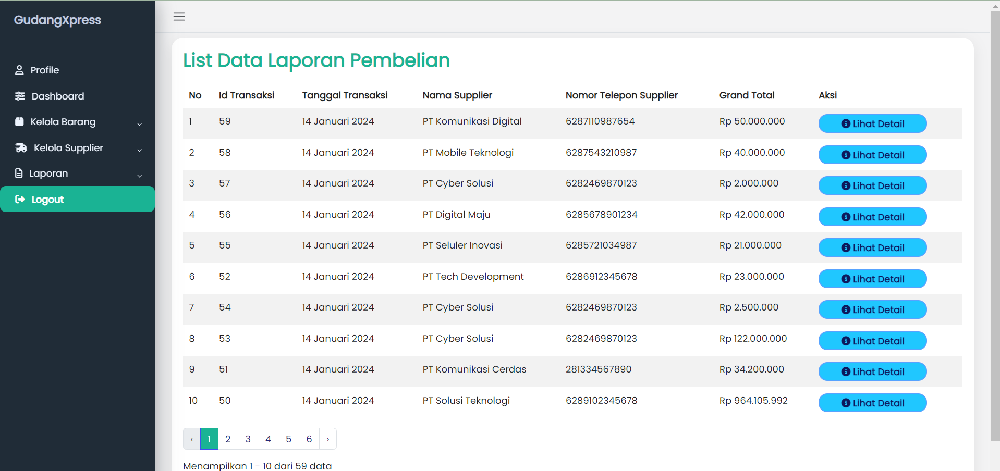 GudangXpress
Profile
Dashboard
Kelola Barang
Kelola Supplier
Laporan
Logout
List Data Laporan Pembelian
No Id Transaksi Tanggal Transaksi Nama Supplier Nomor Telepon Supplier Grand Total Aksi
1 59 14 Januari 2024 PT Komunikasi Digital 6287110987654 Rp 50.000.000 Lihat Detail
2 58 14 Januari 2024 PT Mobile Teknologi 6287543210987 Rp 40.000.000 Lihat Detail
3 57 14 Januari 2024 PT Cyber Solusi 6282469870123 Rp 2.000.000 Lihat Detail
4 56 14 Januari 2024 PT Digital Maju 6285678901234 Rp 42.000.000 Lihat Detail
5 55 14 Januari 2024 PT Seluler Inovasi 6285721034987 Rp 21.000.000 Lihat Detail
6 52 14 Januari 2024 PT Tech Development 6286912345678 Rp 23.000.000 Lihat Detail
7 54 14 Januari 2024 PT Cyber Solusi 6282469870123 Rp 2.500.000 Lihat Detail
8 53 14 Januari 2024 PT Cyber Solusi 6282469870123 Rp 122.000.000 Lihat Detail
9 51 14 Januari 2024 PT Komunikasi Cerdas 281334567890 Rp 34.200.000 Lihat Detail
10 50 14 Januari 2024 PT Solusi Teknologi 6289102345678 Rp 964.105.992 Lihat Detail
‹ 1 2 3 4 5 6 ›
Menampilkan 1 - 10 dari 59 data